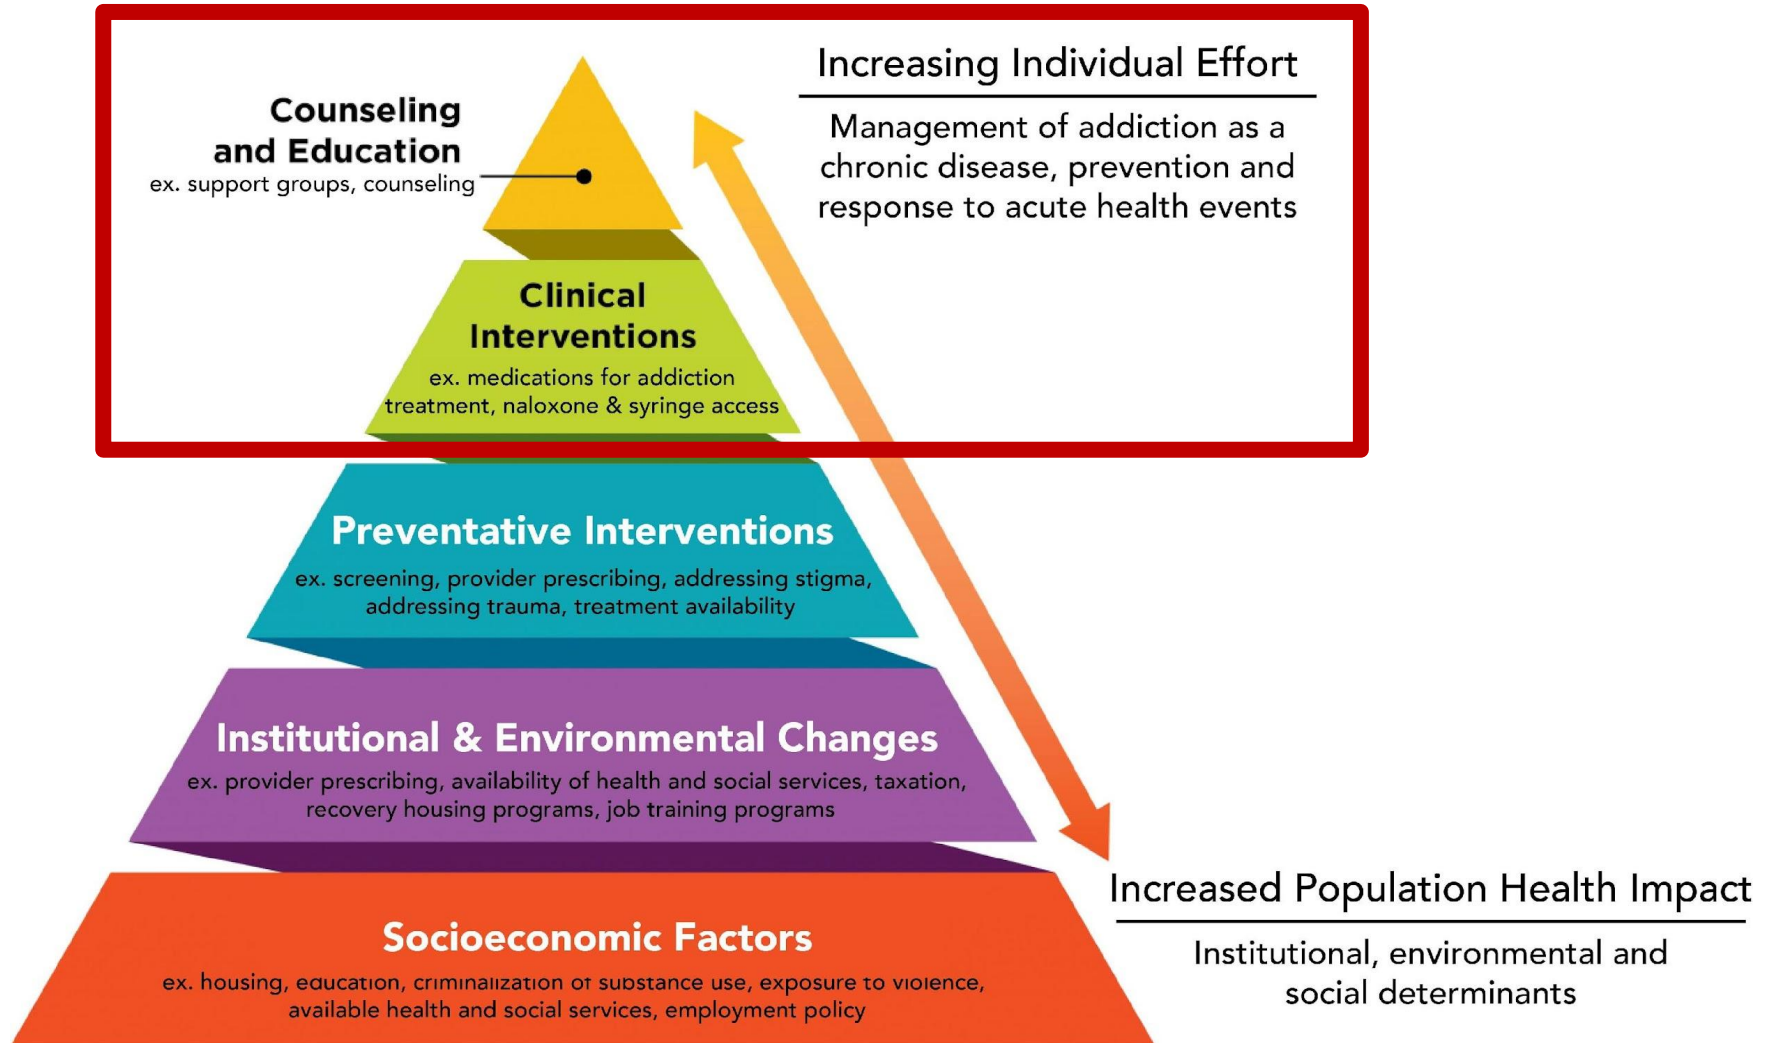 Increasing Individual Effort
Management of addiction as a
chronic disease, prevention and
response to acute health events
Counseling
and Education
ex. support groups, counseling
Clinical
Interventions
ex. medications for addiction
treatment, naloxone & syringe access
Preventative Interventions
ex. screening, provider prescribing, addressing stigma,
addressing trauma, treatment availability
Institutional & Environmental Changes
ex. provider prescribing, availability of health and social services, taxation,
recovery housing programs, job training programs
Socioeconomic Factors
ex. housing, education, criminalization of substance use, exposure to violence,
available health and social services, employment policy
Increased Population Health Impact
Institutional, environmental and
social determinants